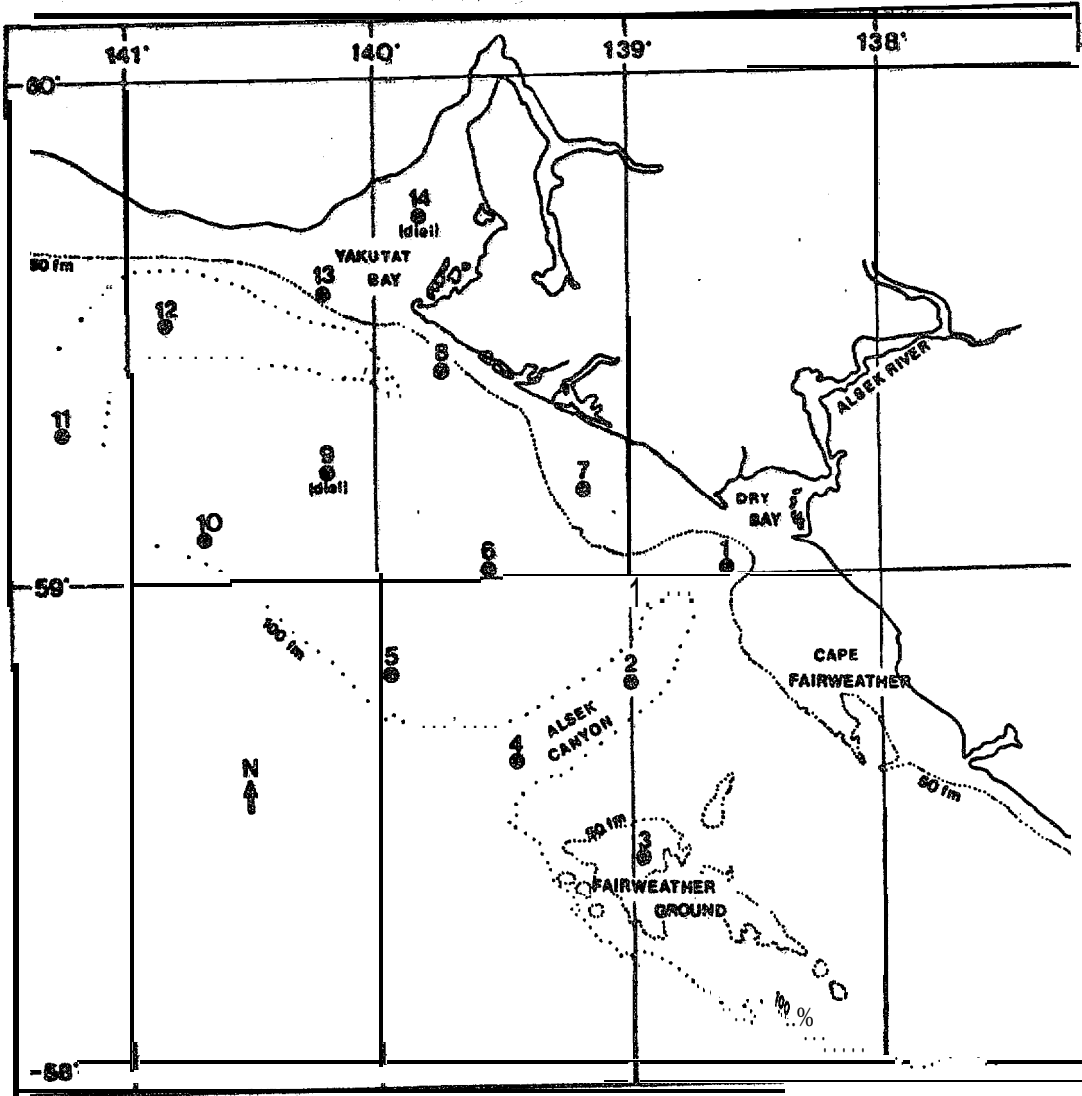 141°
140°
139°
138°
60°
14
(diel)
YAKUTAT
BAY
50 fm
13
12
8
ALSEK RIVER
11
9
(diel)
7
DRY
BAY
10
6
1
59°
100 fm
5
2
CAPE
FAIRWEATHER
ALSEK
CANYON
4
N
50 fm
50 fm
3
FAIRWEATHER
GROUND
100
-58°